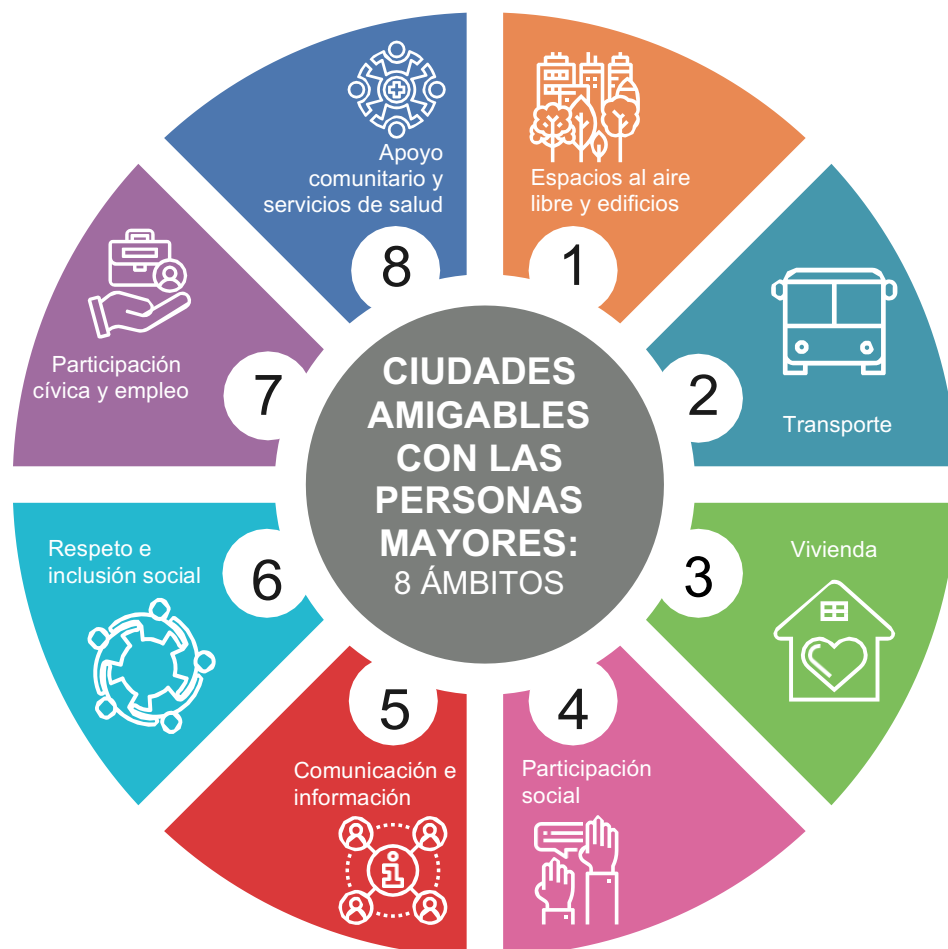 CIUDADES
AMIGABLES
CON LAS
PERSONAS
MAYORES:
8 ÁMBITOS
1
Espacios al aire
libre y edificios
2
Transporte
3
Vivienda
4
Participación
social
5
Comunicación e
información
6
Respeto e
inclusión social
7
Participación
cívica y empleo
8
Apoyo
comunitario y
servicios de salud
i